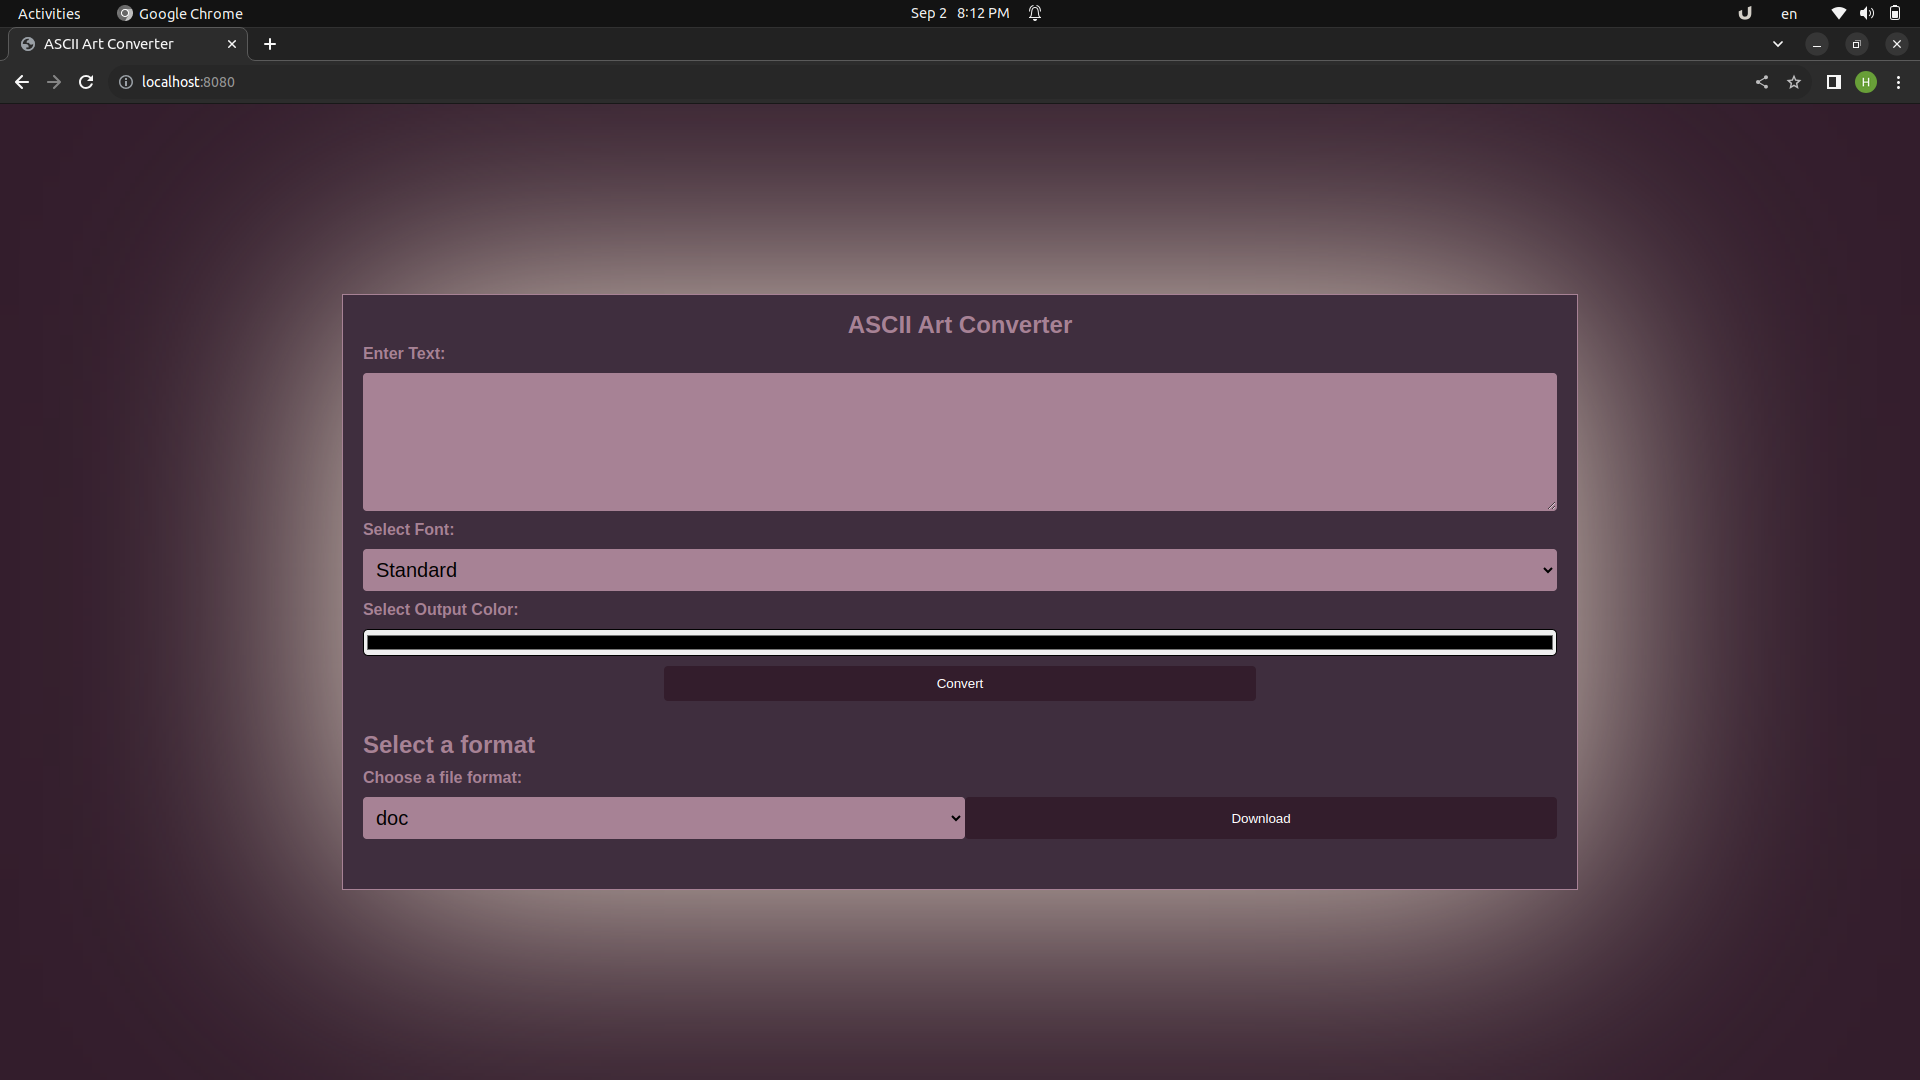 Activities Google Chrome Sep 2 8:12 PM en
ASCII Art Converter
localhost:8080 H
ASCII Art Converter
Enter Text:
Select Font:
Standard
Select Output Color:
Convert
Select a format
Choose a file format:
doc Download